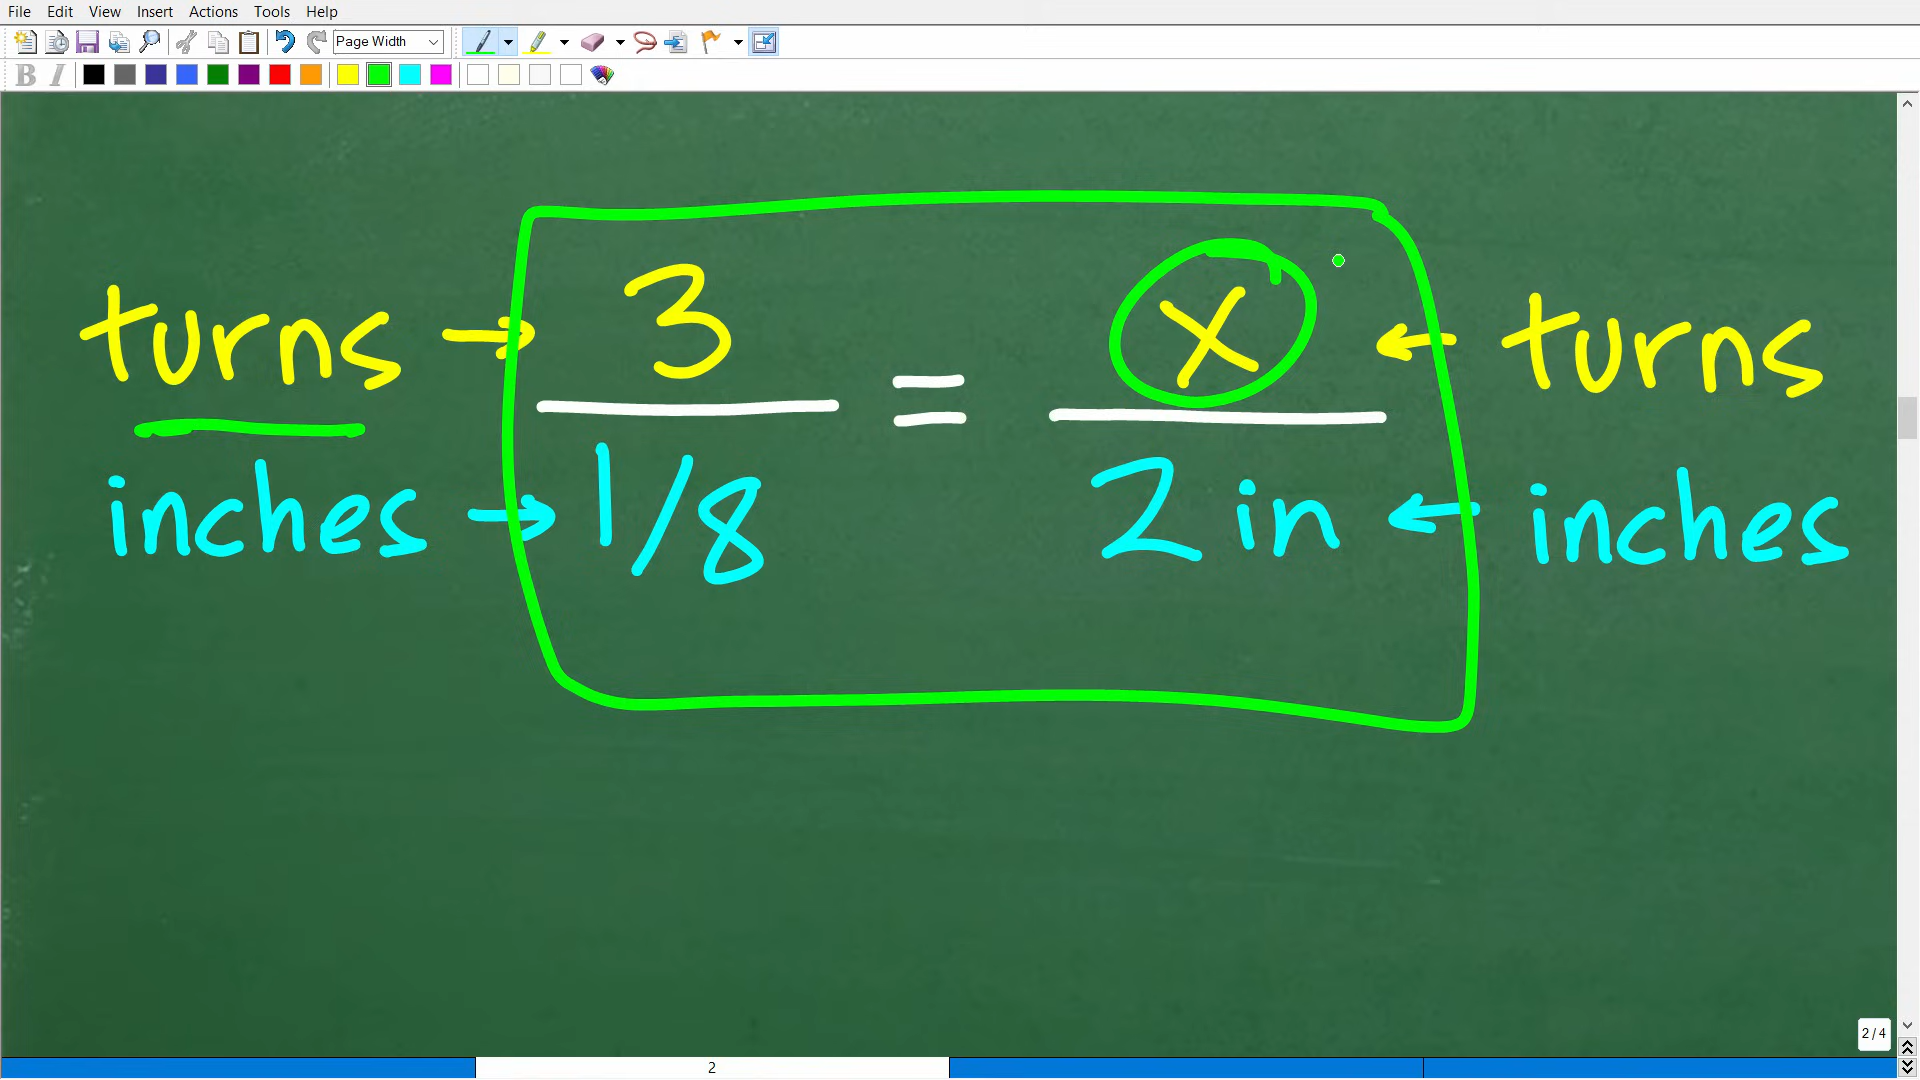 File Edit View Insert Actions Tools Help
Page Width
B I
turns → 3 = x ← turns
inches → 1/8 2 in ← inches
2 / 4
2